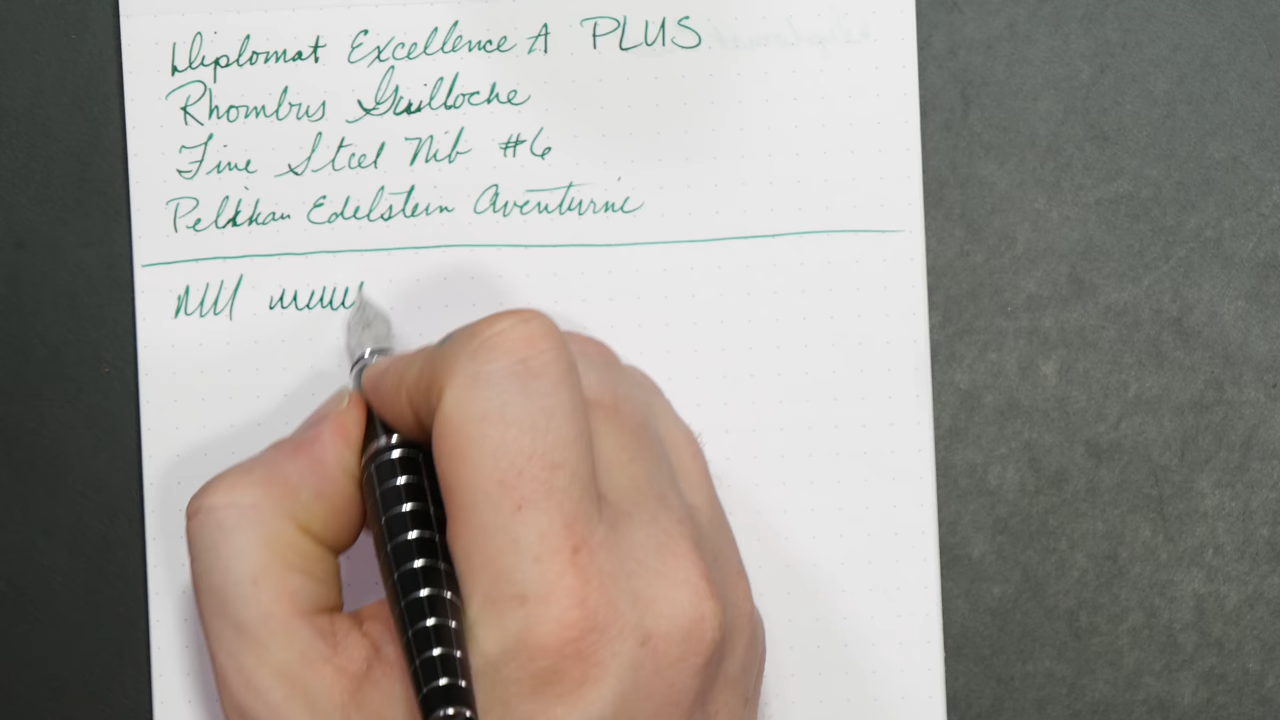 Diplomat Excellence A PLUS
Rhombus Guilloche
Fine Steel Nib #6
Pelikan Edelstein Aventurine